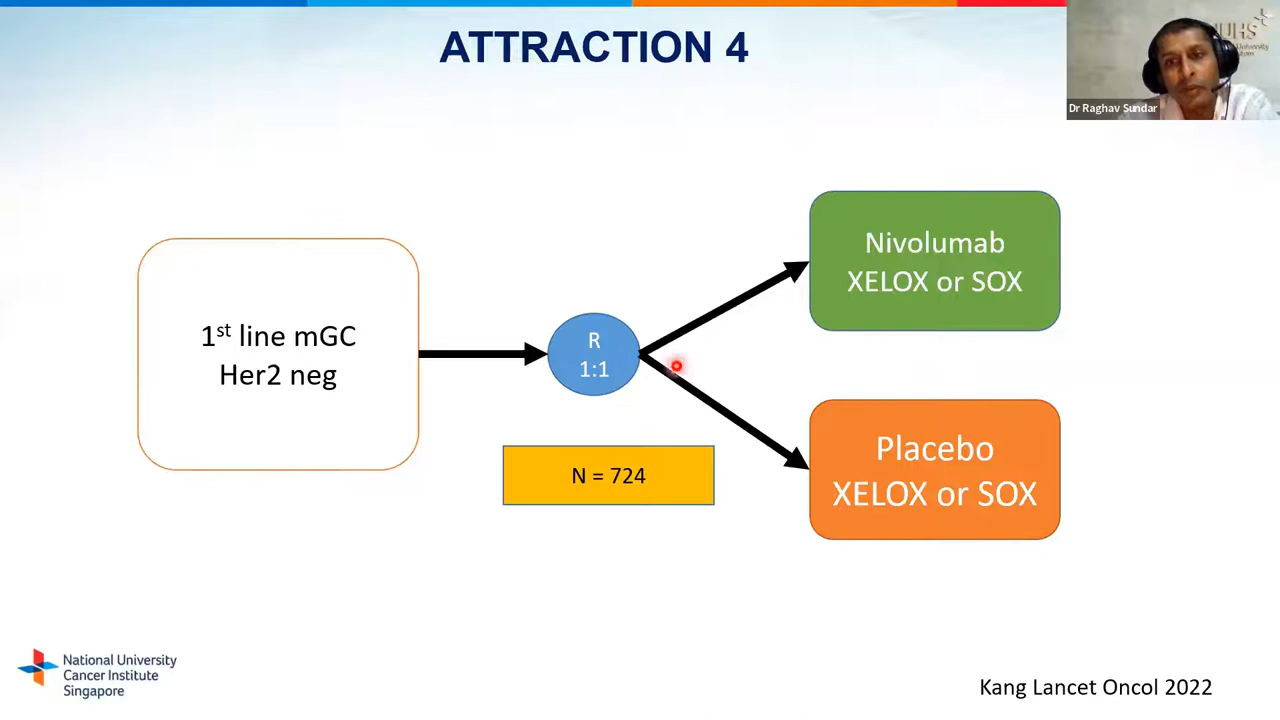 ATTRACTION 4
Dr Raghav Sundar
1st line mGC
Her2 neg
R
1:1
N = 724
Nivolumab
XELOX or SOX
Placebo
XELOX or SOX
National University
Cancer Institute
Singapore
Kang Lancet Oncol 2022